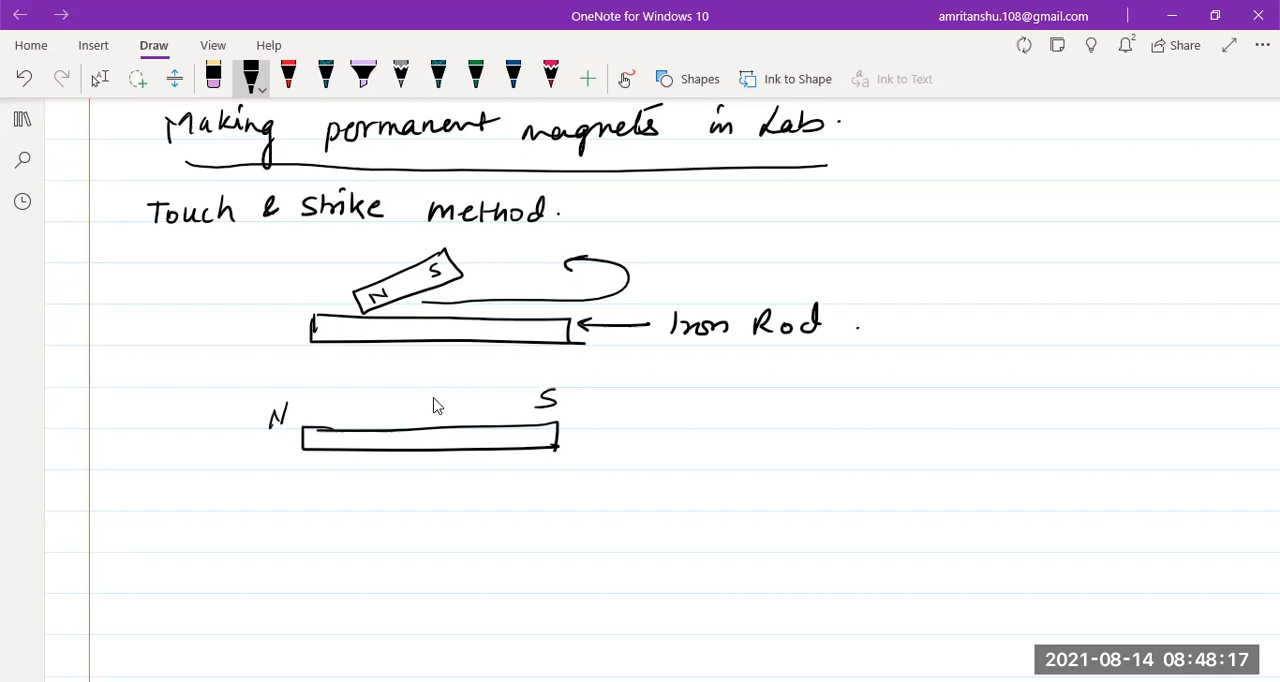 OneNote for Windows 10
amritanshu.108@gmail.com
Home Insert Draw View Help
2 Share
Shapes Ink to Shape Ink to Text
Making permanent magnets in Lab.
Touch & Strike method.
S
N
Iron Rod .
S
N
2021-08-14 08:48:17